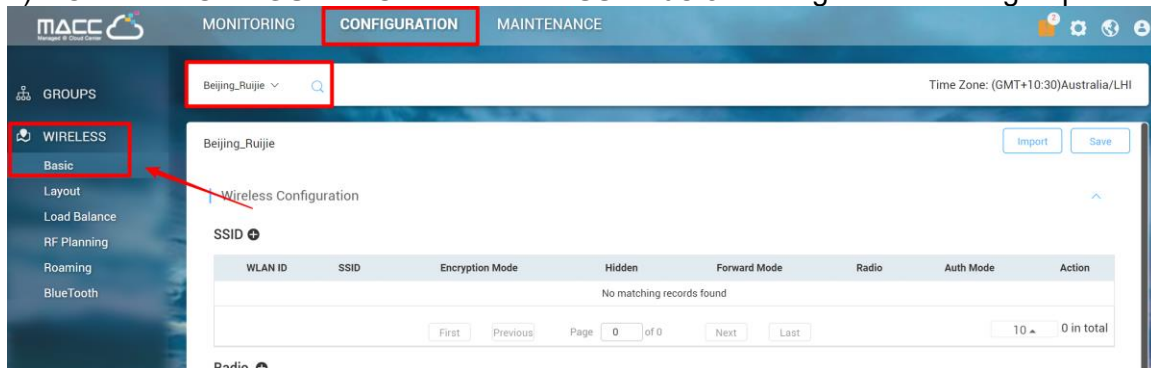 MACC
Managed @ Cloud Center
MONITORING CONFIGURATION MAINTENANCE
Beijing_Ruijie
Time Zone: (GMT+10:30)Australia/LHI
GROUPS
WIRELESS
Basic
Layout
Load Balance
RF Planning
Roaming
BlueTooth
Beijing_Ruijie
Import Save
Wireless Configuration
SSID
WLAN ID SSID Encryption Mode Hidden Forward Mode Radio Auth Mode Action
No matching records found
First Previous Page 0 of 0 Next Last 10 0 in total
Radio